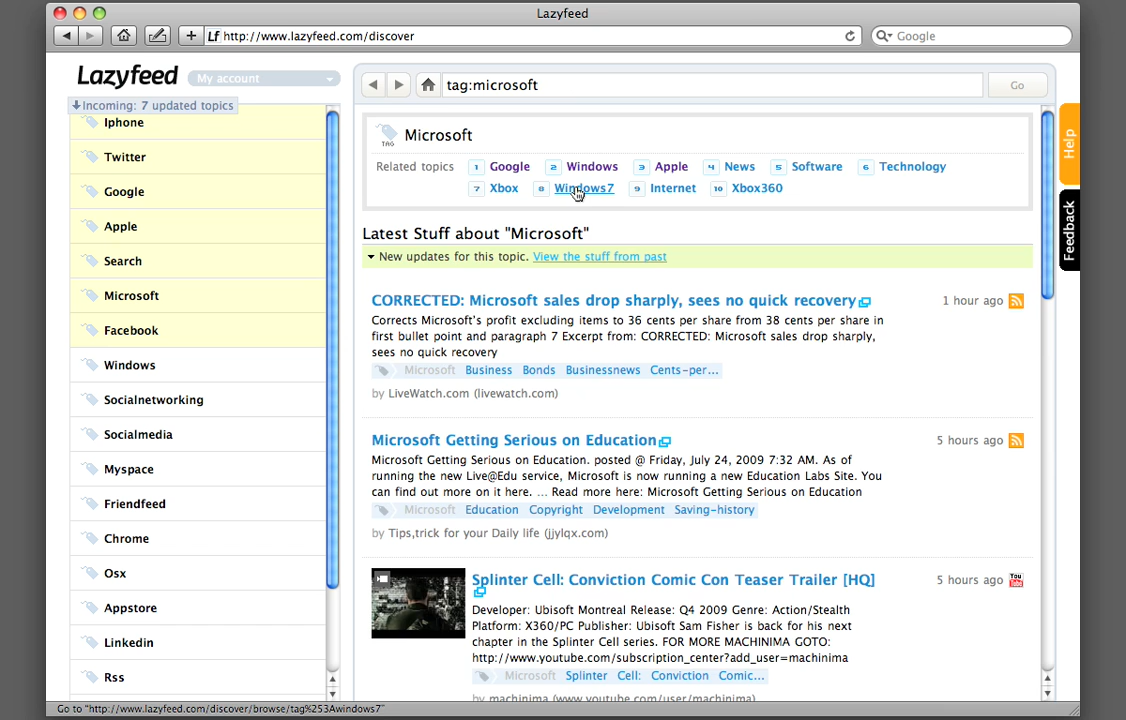 Lazyfeed
Lf http://www.lazyfeed.com/discover
Google
Lazyfeed
My account
Incoming: 7 updated topics
Iphone
Twitter
Google
Apple
Search
Microsoft
Facebook
Windows
Socialnetworking
Socialmedia
Myspace
Friendfeed
Chrome
Osx
Appstore
Linkedin
Rss
tag:microsoft
Go
TAG
Microsoft
Related topics 1 Google 2 Windows 3 Apple 4 News 5 Software 6 Technology
7 Xbox 8 Windows7 9 Internet 10 Xbox360
Latest Stuff about "Microsoft"
New updates for this topic. View the stuff from past
CORRECTED: Microsoft sales drop sharply, sees no quick recovery
1 hour ago
Corrects Microsoft's profit excluding items to 36 cents per share from 38 cents per share in
first bullet point and paragraph 7 Excerpt from: CORRECTED: Microsoft sales drop sharply,
sees no quick recovery
Microsoft Business Bonds Businessnews Cents-per...
by LiveWatch.com (livewatch.com)
Microsoft Getting Serious on Education
5 hours ago
Microsoft Getting Serious on Education. posted @ Friday, July 24, 2009 7:32 AM. As of
running the new Live@Edu service, Microsoft is now running a new Education Labs Site. You
can find out more on it here. ... Read more here: Microsoft Getting Serious on Education
Microsoft Education Copyright Development Saving-history
by Tips,trick for your Daily life (jjylqx.com)
Splinter Cell: Conviction Comic Con Teaser Trailer [HQ]
5 hours ago
You Tube
Developer: Ubisoft Montreal Release: Q4 2009 Genre: Action/Stealth
Platform: X360/PC Publisher: Ubisoft Sam Fisher is back for his next
chapter in the Splinter Cell series. FOR MORE MACHINIMA GOTO:
http://www.youtube.com/subscription_center?add_user=machinima
Microsoft Splinter Cell: Conviction Comic...
by machinima (www.youtube.com/user/machinima)
Help
Feedback
Go to "http://www.lazyfeed.com/discover/browse/tag%253Awindows7"